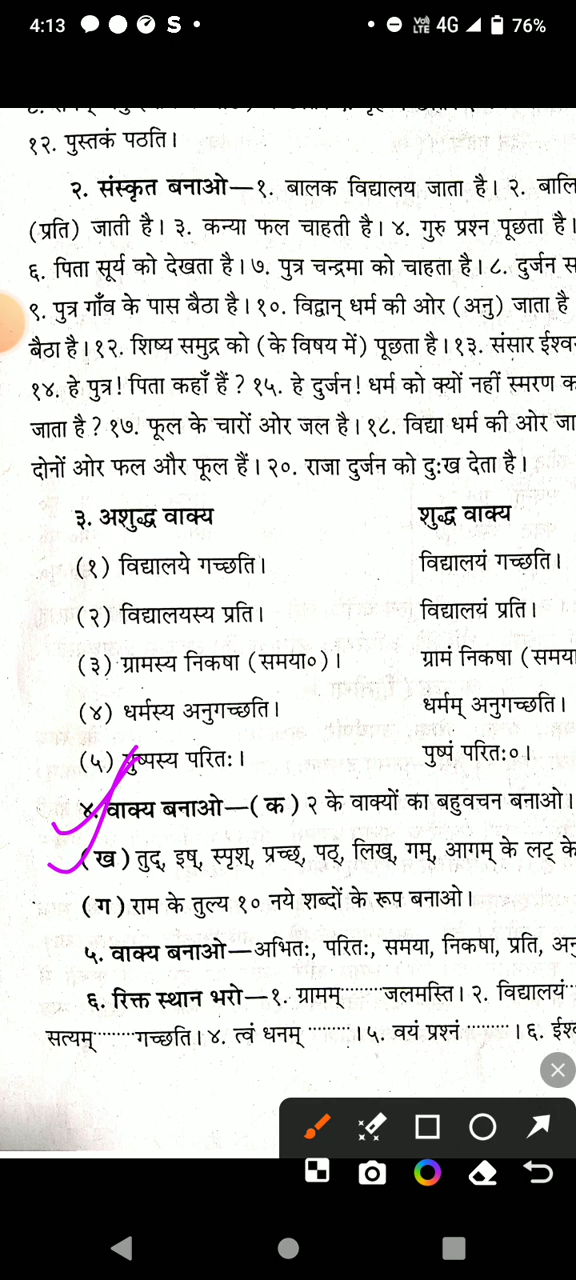 4:13
VoLTE 4G 76%
१२. पुस्तकं पठति।
२. संस्कृत बनाओ—१. बालक विद्यालय जाता है। २. बालि
(प्रति) जाती है। ३. कन्या फल चाहती है। ४. गुरु प्रश्न पूछता है।
६. पिता सूर्य को देखता है। ७. पुत्र चन्द्रमा को चाहता है। ८. दुर्जन स
९. पुत्र गाँव के पास बैठा है। १०. विद्वान् धर्म की ओर (अनु) जाता है
बैठा है। १२. शिष्य समुद्र को (के विषय में) पूछता है। १३. संसार ईश्व
१४. हे पुत्र! पिता कहाँ हैं ? १५. हे दुर्जन! धर्म को क्यों नहीं स्मरण क
जाता है ? १७. फूल के चारों ओर जल है। १८. विद्या धर्म की ओर जा
दोनों ओर फल और फूल हैं। २०. राजा दुर्जन को दुःख देता है।
३. अशुद्ध वाक्य शुद्ध वाक्य
(१) विद्यालये गच्छति। विद्यालयं गच्छति।
(२) विद्यालयस्य प्रति। विद्यालयं प्रति।
(३) ग्रामस्य निकषा (समया०)। ग्रामं निकषा (समया
(४) धर्मस्य अनुगच्छति। धर्मम् अनुगच्छति।
(५) पुष्पस्य परितः। पुष्पं परितः०।
४. वाक्य बनाओ—(क) २ के वाक्यों का बहुवचन बनाओ।
(ख) तुद्, इष्, स्पृश्, प्रच्छ्, पठ्, लिख्, गम्, आगम् के लट् के
(ग) राम के तुल्य १० नये शब्दों के रूप बनाओ।
५. वाक्य बनाओ—अभितः, परितः, समया, निकषा, प्रति, अनु
६. रिक्त स्थान भरो—१. ग्रामम्........जलमस्ति। २. विद्यालयं
सत्यम्........गच्छति। ४. त्वं धनम् ........। ५. वयं प्रश्नं ........। ६. ईश्व